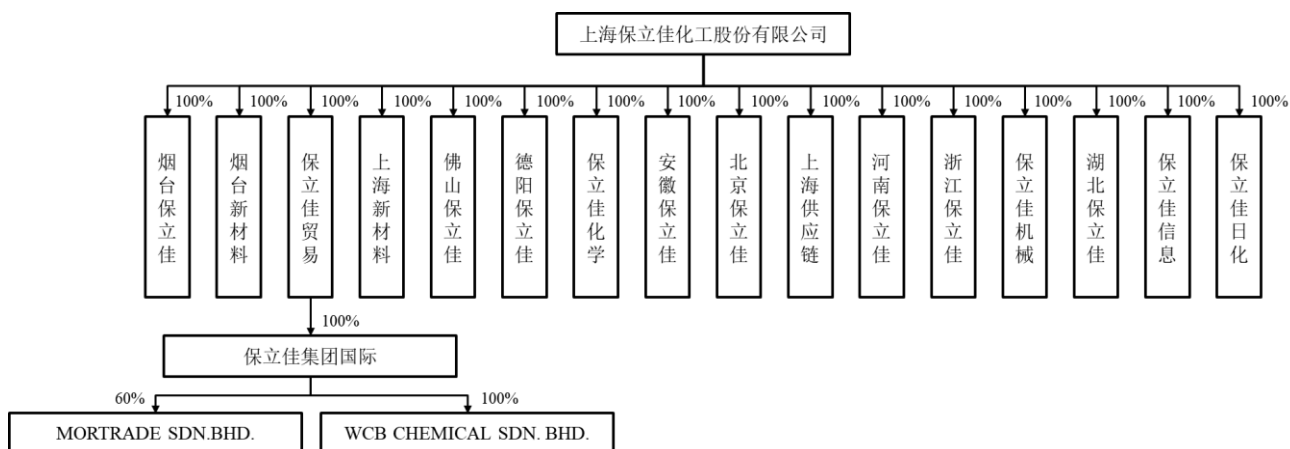 上海保立佳化工股份有限公司
100% 100% 100% 100% 100% 100% 100% 100% 100% 100% 100% 100% 100% 100% 100% 100%
烟台保立佳
烟台新材料
保立佳贸易
上海新材料
佛山保立佳
德阳保立佳
保立佳化学
安徽保立佳
北京保立佳
上海供应链
河南保立佳
浙江保立佳
保立佳机械
湖北保立佳
保立佳信息
保立佳日化
100%
保立佳集团国际
60% 100%
MORTRADE SDN.BHD.
WCB CHEMICAL SDN. BHD.